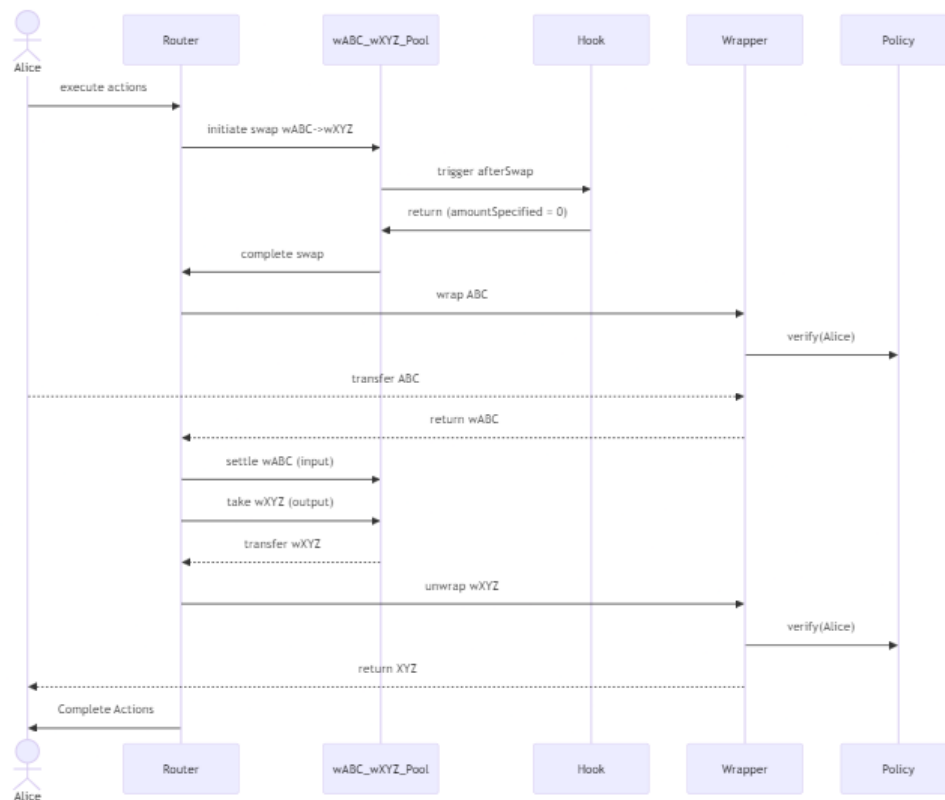 Router
wABC_wXYZ_Pool
Hook
Wrapper
Policy
Alice
execute actions
initiate swap wABC->wXYZ
trigger afterSwap
return (amountSpecified = 0)
complete swap
wrap ABC
verify(Alice)
transfer ABC
return wABC
settle wABC (input)
take wXYZ (output)
transfer wXYZ
unwrap wXYZ
verify(Alice)
return XYZ
Complete Actions
Router
wABC_wXYZ_Pool
Hook
Wrapper
Policy
Alice